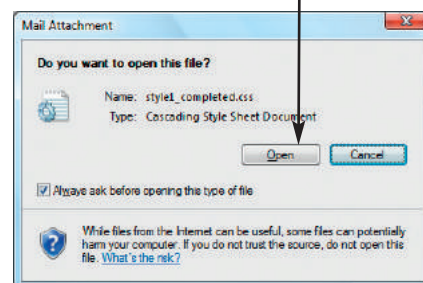 Mail Attachment
Do you want to open this file?
Name: style1_completed.css
Type: Cascading Style Sheet Document
Open Cancel
Always ask before opening this type of file
While files from the Internet can be useful, some files can potentially
harm your computer. If you do not trust the source, do not open this
file. What's the risk?